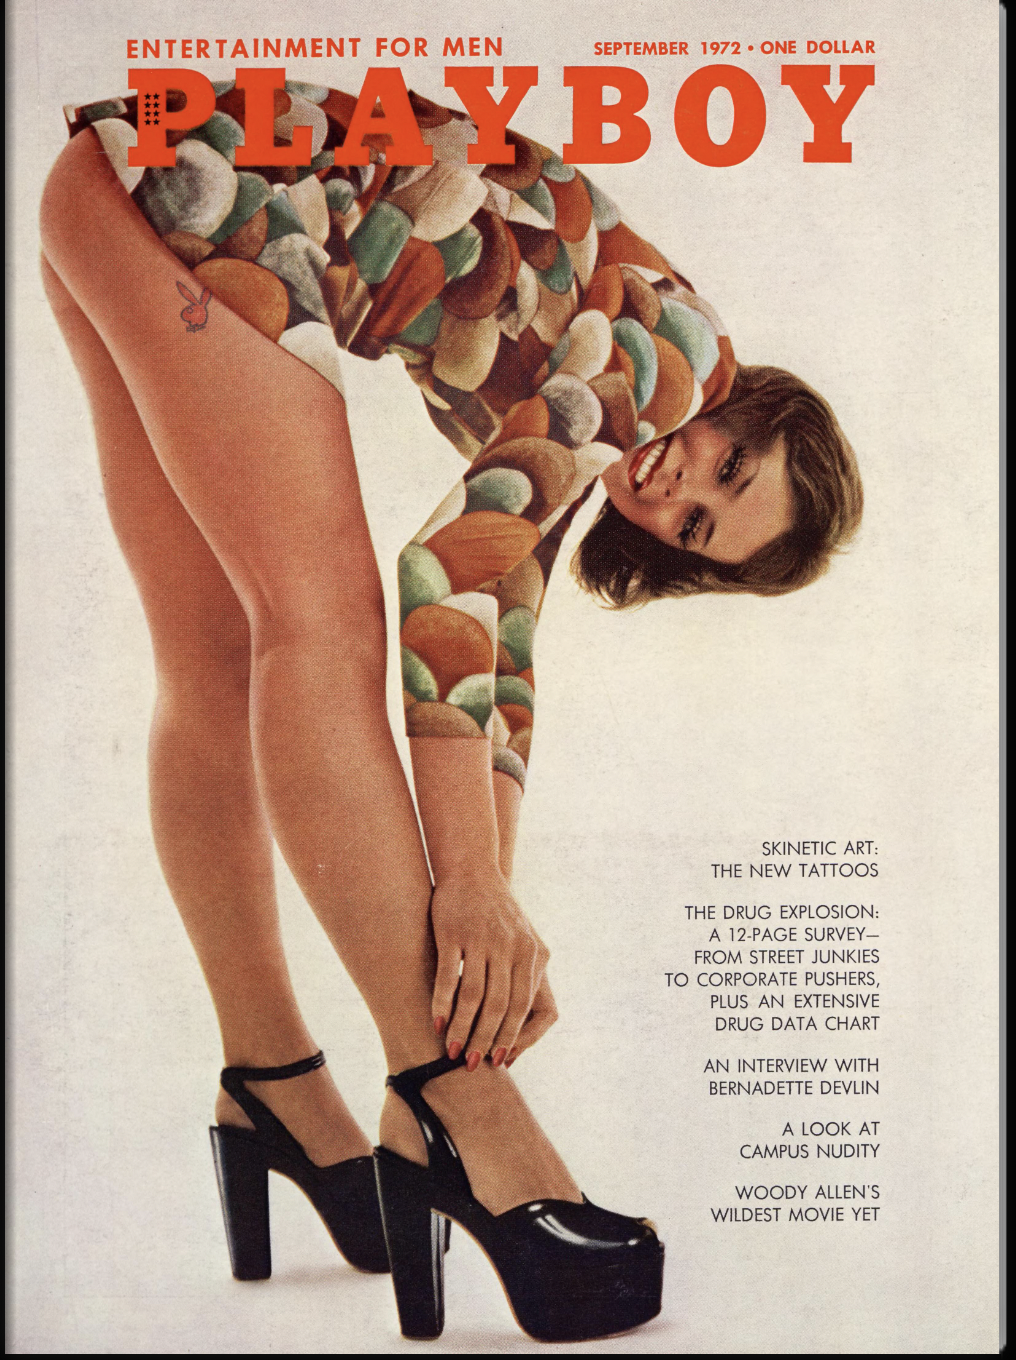 ENTERTAINMENT FOR MEN
SEPTEMBER 1972 • ONE DOLLAR
PLAYBOY
SKINETIC ART:
THE NEW TATTOOS
THE DRUG EXPLOSION:
A 12-PAGE SURVEY—
FROM STREET JUNKIES
TO CORPORATE PUSHERS,
PLUS AN EXTENSIVE
DRUG DATA CHART
AN INTERVIEW WITH
BERNADETTE DEVLIN
A LOOK AT
CAMPUS NUDITY
WOODY ALLEN'S
WILDEST MOVIE YET